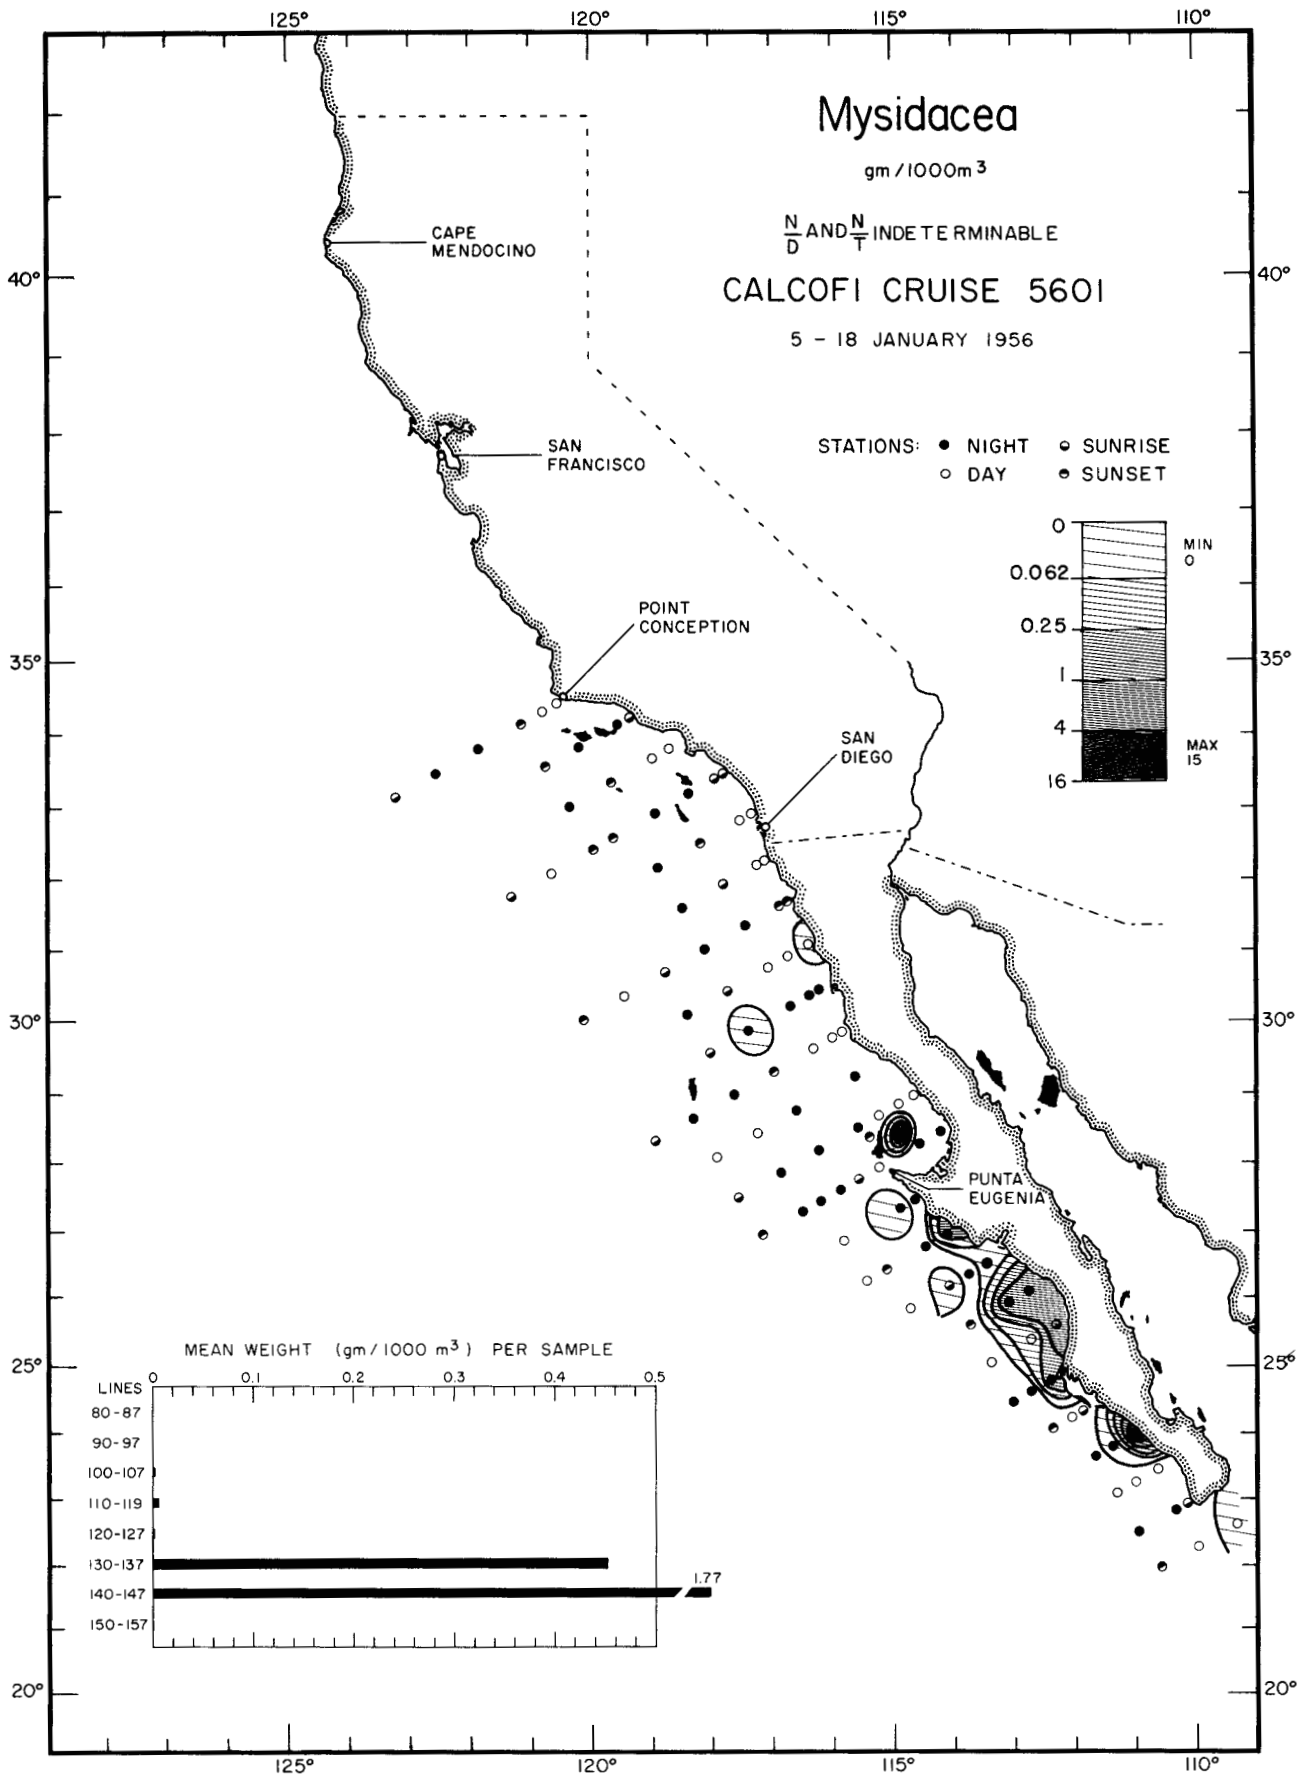 125° 120° 115° 110°
Mysidacea
gm/1000m³
N/D AND N/T INDETERMINABLE
CALCOFI CRUISE 5601
5 – 18 JANUARY 1956
CAPE
MENDOCINO
40° 40°
STATIONS: ● NIGHT SUNRISE
○ DAY SUNSET
SAN
FRANCISCO
0
MIN
0
0.062
0.25
1
4
MAX
15
16
POINT
CONCEPTION
35° 35°
SAN
DIEGO
30° 30°
PUNTA
EUGENIA
MEAN WEIGHT (gm/1000 m³) PER SAMPLE
25° 25°
LINES 0 0.1 0.2 0.3 0.4 0.5
80-87
90-97
100-107
110-119
120-127
130-137
140-147 1.77
150-157
20° 20°
125° 120° 115° 110°